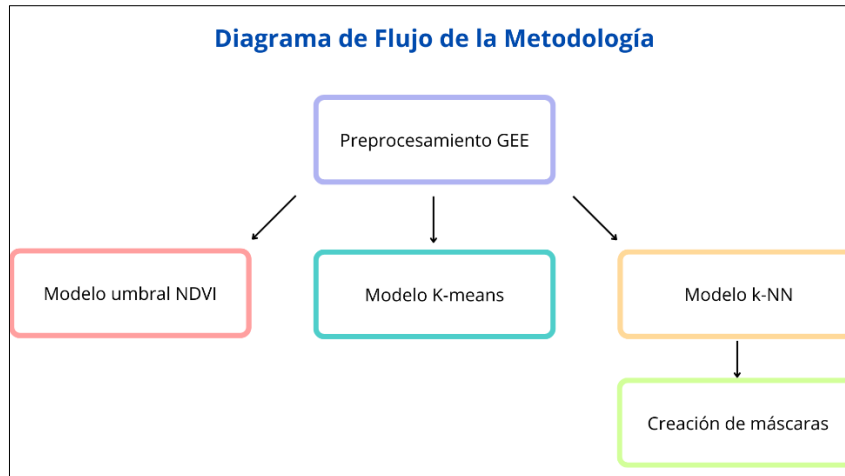 Diagrama de Flujo de la Metodología
Preprocesamiento GEE
Modelo umbral NDVI
Modelo K-means
Modelo k-NN
Creación de máscaras